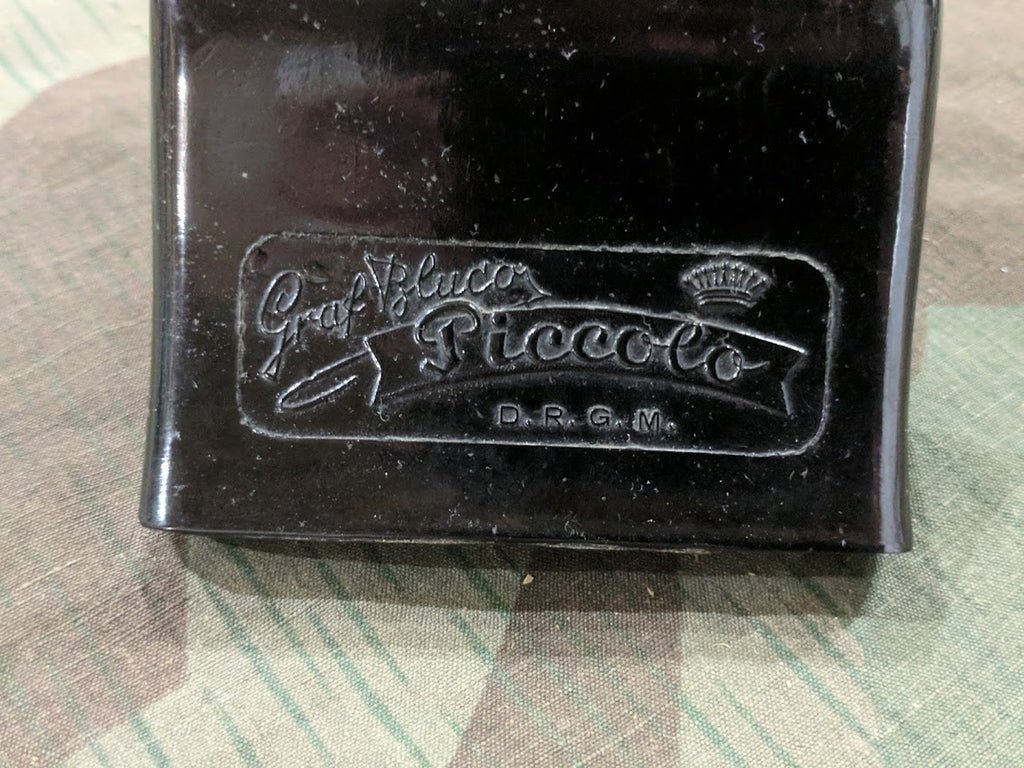 Graf Bluco
Piccolo
D.R.G.M.